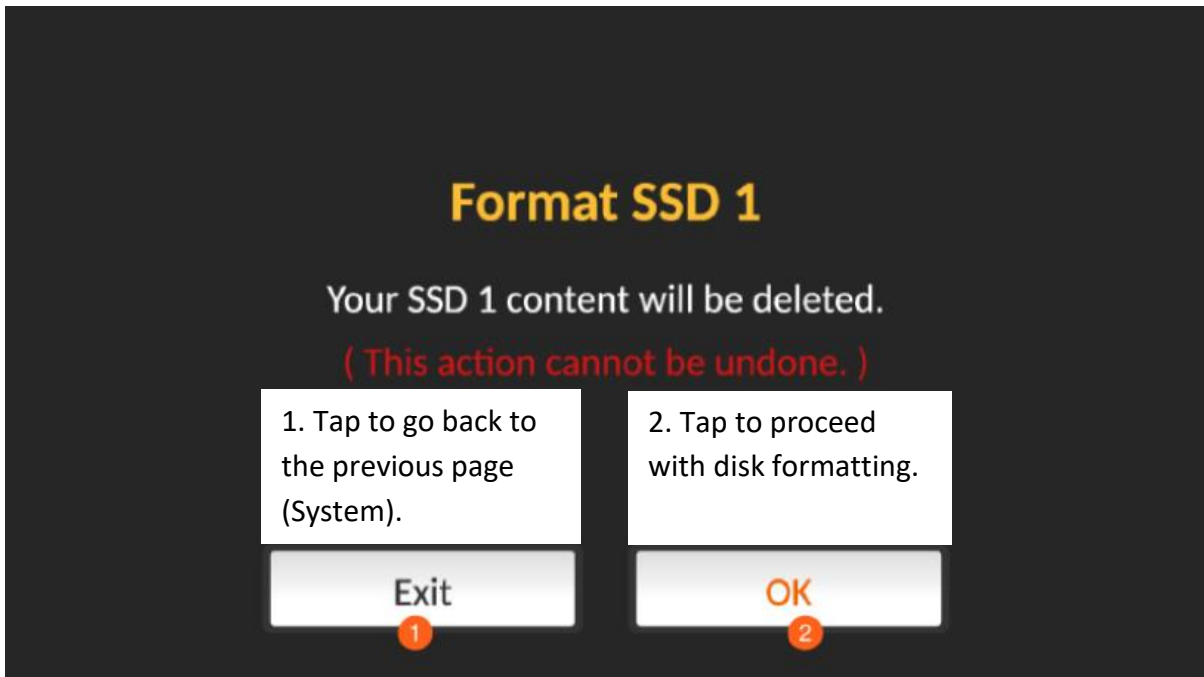 Format SSD 1
Your SSD 1 content will be deleted.
( This action cannot be undone. )
1. Tap to go back to
the previous page
(System).
2. Tap to proceed
with disk formatting.
Exit
1
OK
2